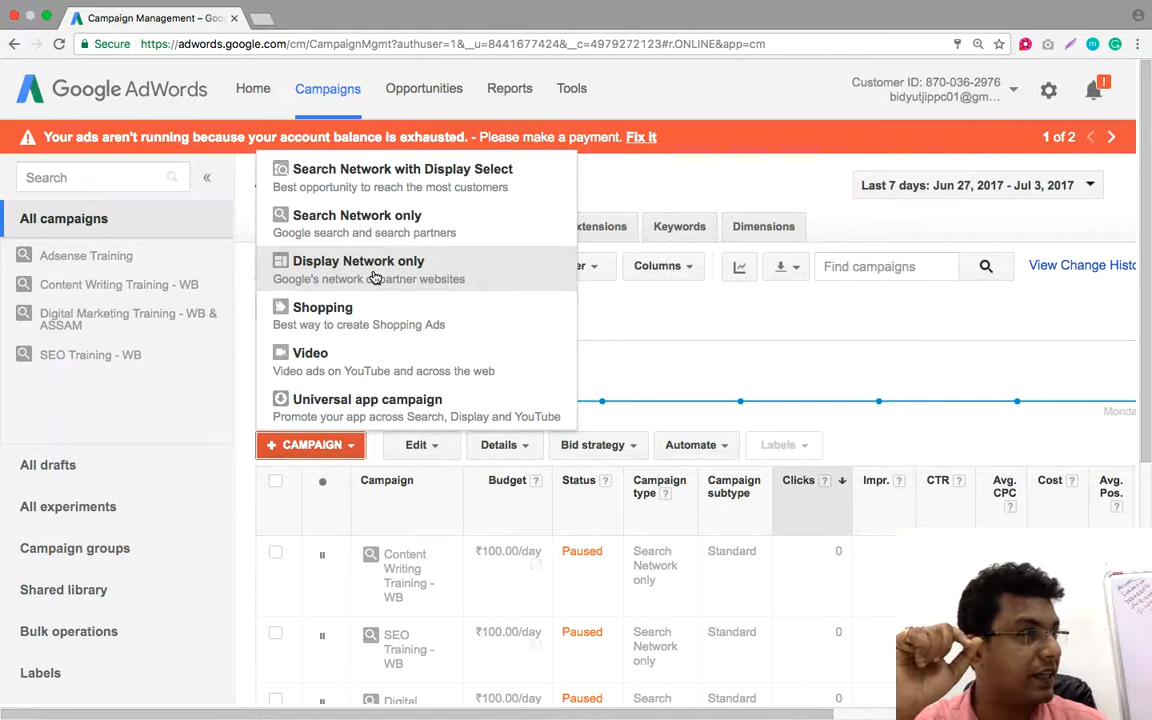 Campaign Management – Goo
Secure
https://adwords.google.com/cm/CampaignMgmt?authuser=1&__u=8441677424&__c=4979272123#r.ONLINE&app=cm
Google AdWords
Home
Campaigns
Opportunities
Reports
Tools
Customer ID: 870-036-2976
bidyutjippc01@gm...
!
Your ads aren't running because your account balance is exhausted. - Please make a payment. Fix it
1 of 2
Search
«
All campaigns
Adsense Training
Content Writing Training - WB
Digital Marketing Training - WB &
ASSAM
SEO Training - WB
All drafts
All experiments
Campaign groups
Shared library
Bulk operations
Labels
Search Network with Display Select
Best opportunity to reach the most customers
Search Network only
Google search and search partners
Display Network only
Google's network partner websites
Shopping
Best way to create Shopping Ads
Video
Video ads on YouTube and across the web
Universal app campaign
Promote your app across Search, Display and YouTube
Last 7 days: Jun 27, 2017 - Jul 3, 2017
Keywords
Dimensions
Columns
Find campaigns
View Change Histo
Monda
+ CAMPAIGN
Edit
Details
Bid strategy
Automate
Labels
Campaign
Budget ?
Status ?
Campaign
type ?
Campaign
subtype
Clicks ?
Impr. ?
CTR ?
Avg.
CPC
?
Cost ?
Avg.
Pos.
?
Content
Writing
Training -
WB
₹100.00/day
Paused
Search
Network
only
Standard
0
SEO
Training -
WB
₹100.00/day
Paused
Search
Network
only
Standard
0
Digital
₹100.00/day
Paused
Search
Standard
0